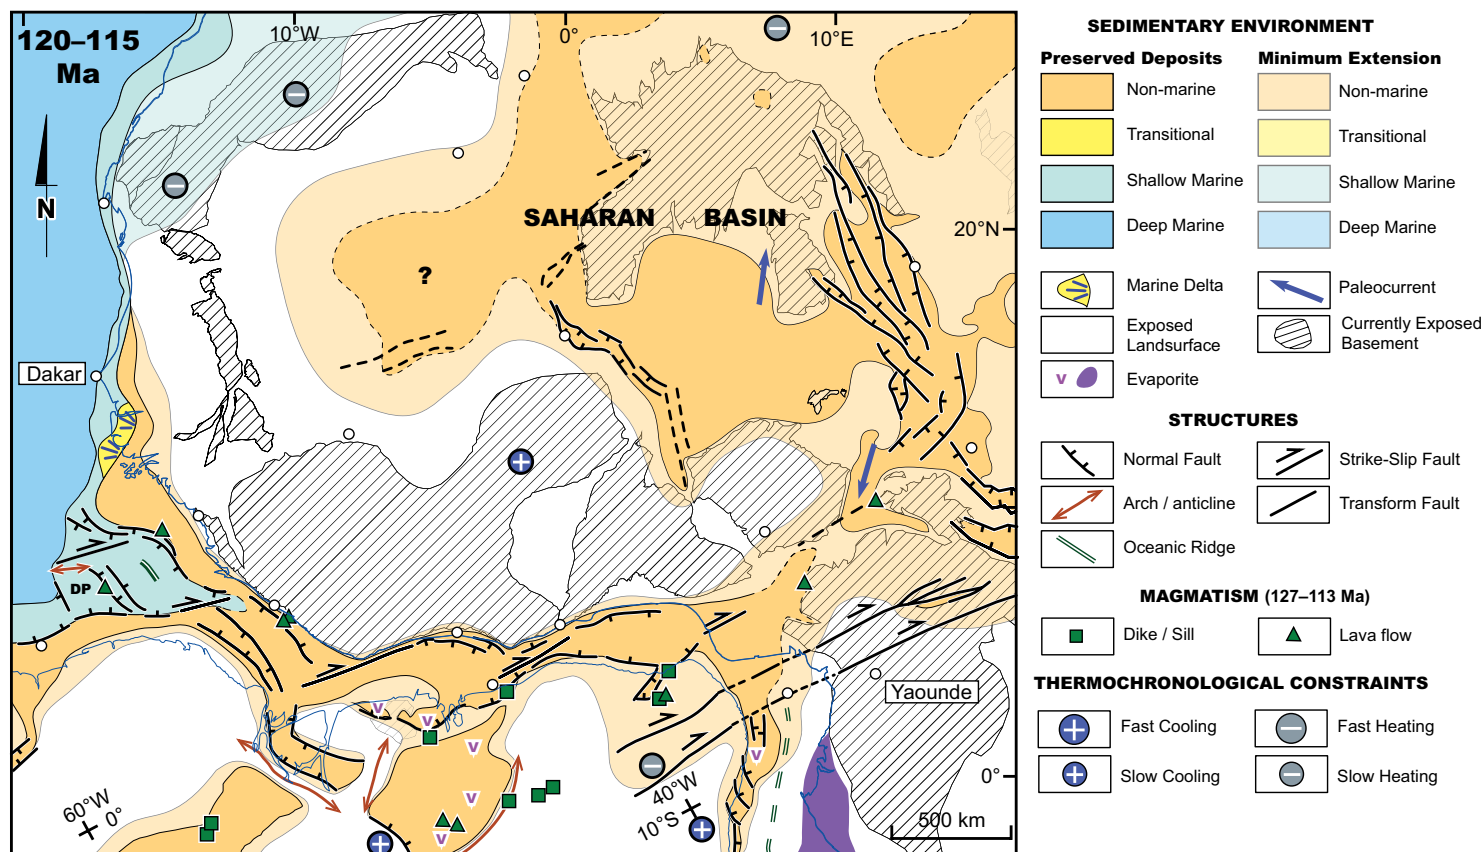 120–115
Ma
10°W
0°
10°E
N
SAHARAN BASIN
20°N
?
Dakar
DP
Yaounde
v
v
v
v
v
v
60°W
0°
40°W
10°S
0°
500 km
SEDIMENTARY ENVIRONMENT
Preserved Deposits
Minimum Extension
Non-marine
Non-marine
Transitional
Transitional
Shallow Marine
Shallow Marine
Deep Marine
Deep Marine
Marine Delta
Paleocurrent
Exposed
Landsurface
Currently Exposed
Basement
v
Evaporite
STRUCTURES
Normal Fault
Strike-Slip Fault
Arch / anticline
Transform Fault
Oceanic Ridge
MAGMATISM (127–113 Ma)
Dike / Sill
Lava flow
THERMOCHRONOLOGICAL CONSTRAINTS
Fast Cooling
Fast Heating
Slow Cooling
Slow Heating